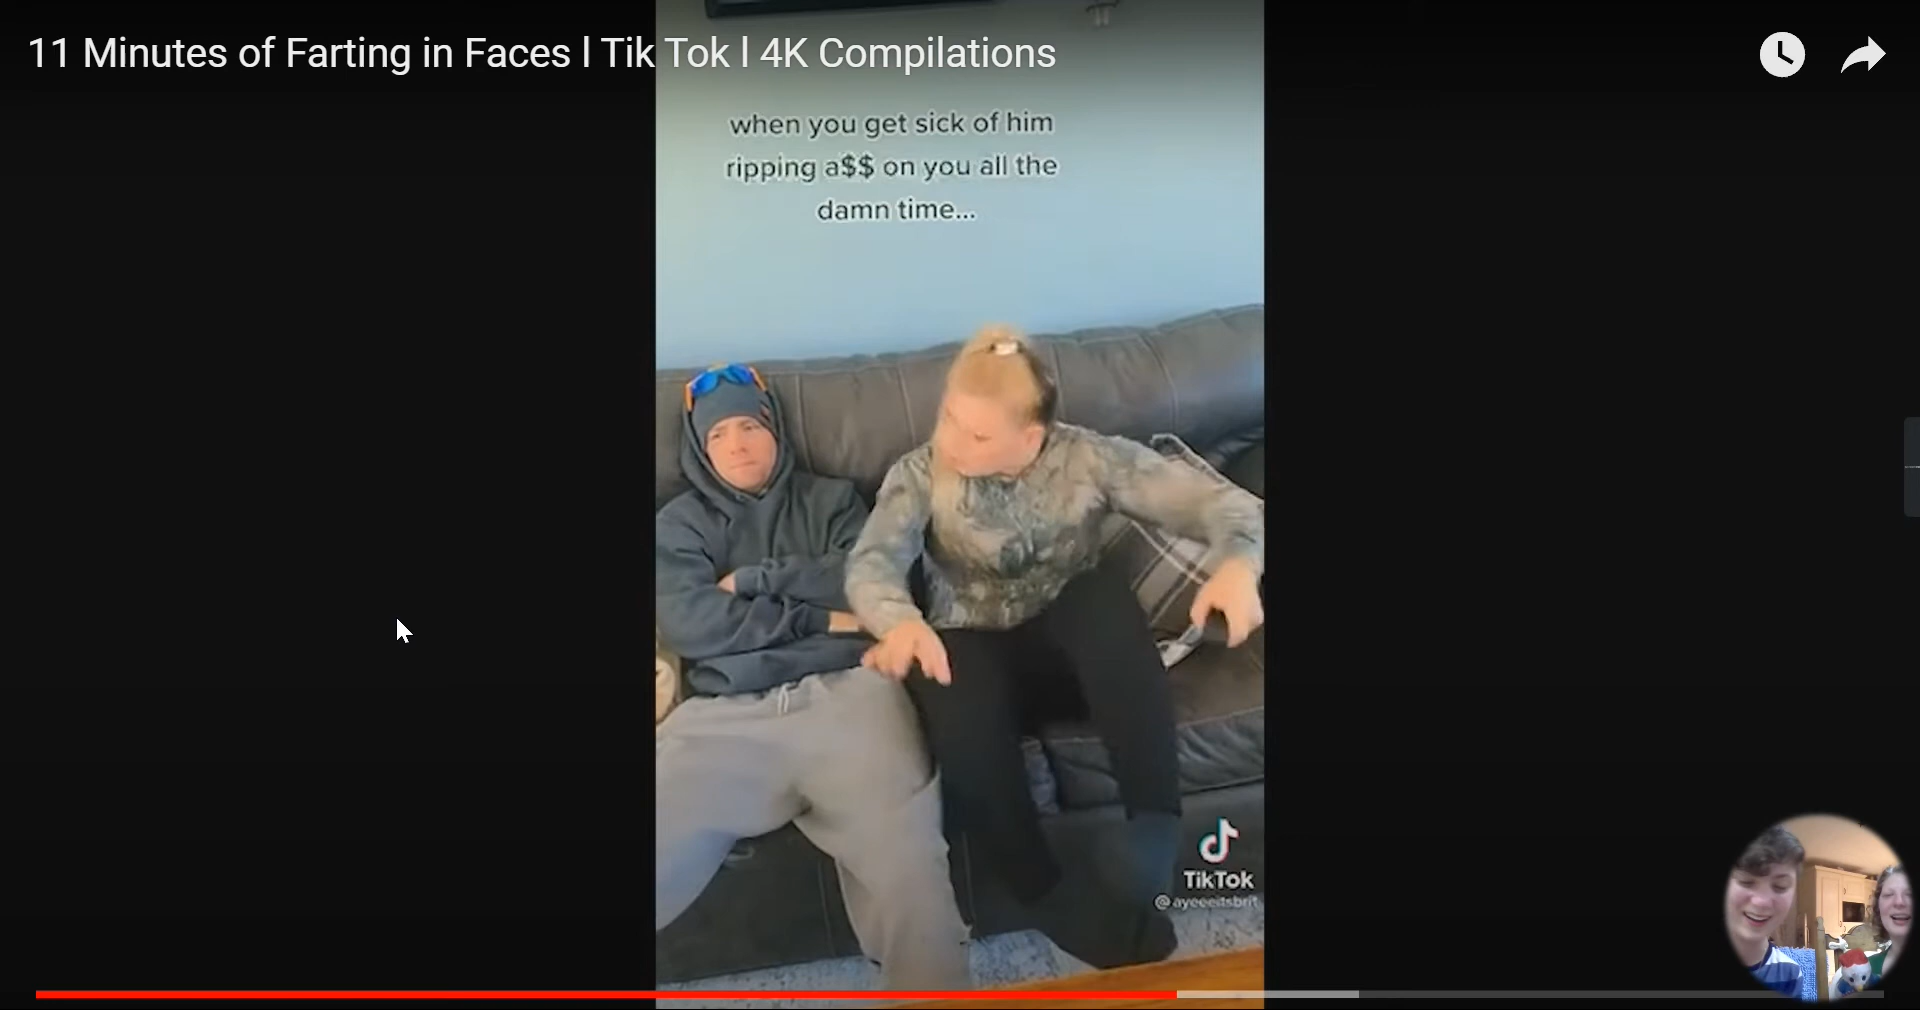 11 Minutes of Farting in Faces l Tik Tok l 4K Compilations
when you get sick of him
ripping a$$ on you all the
damn time...
TikTok
@ayeeeitsbrit